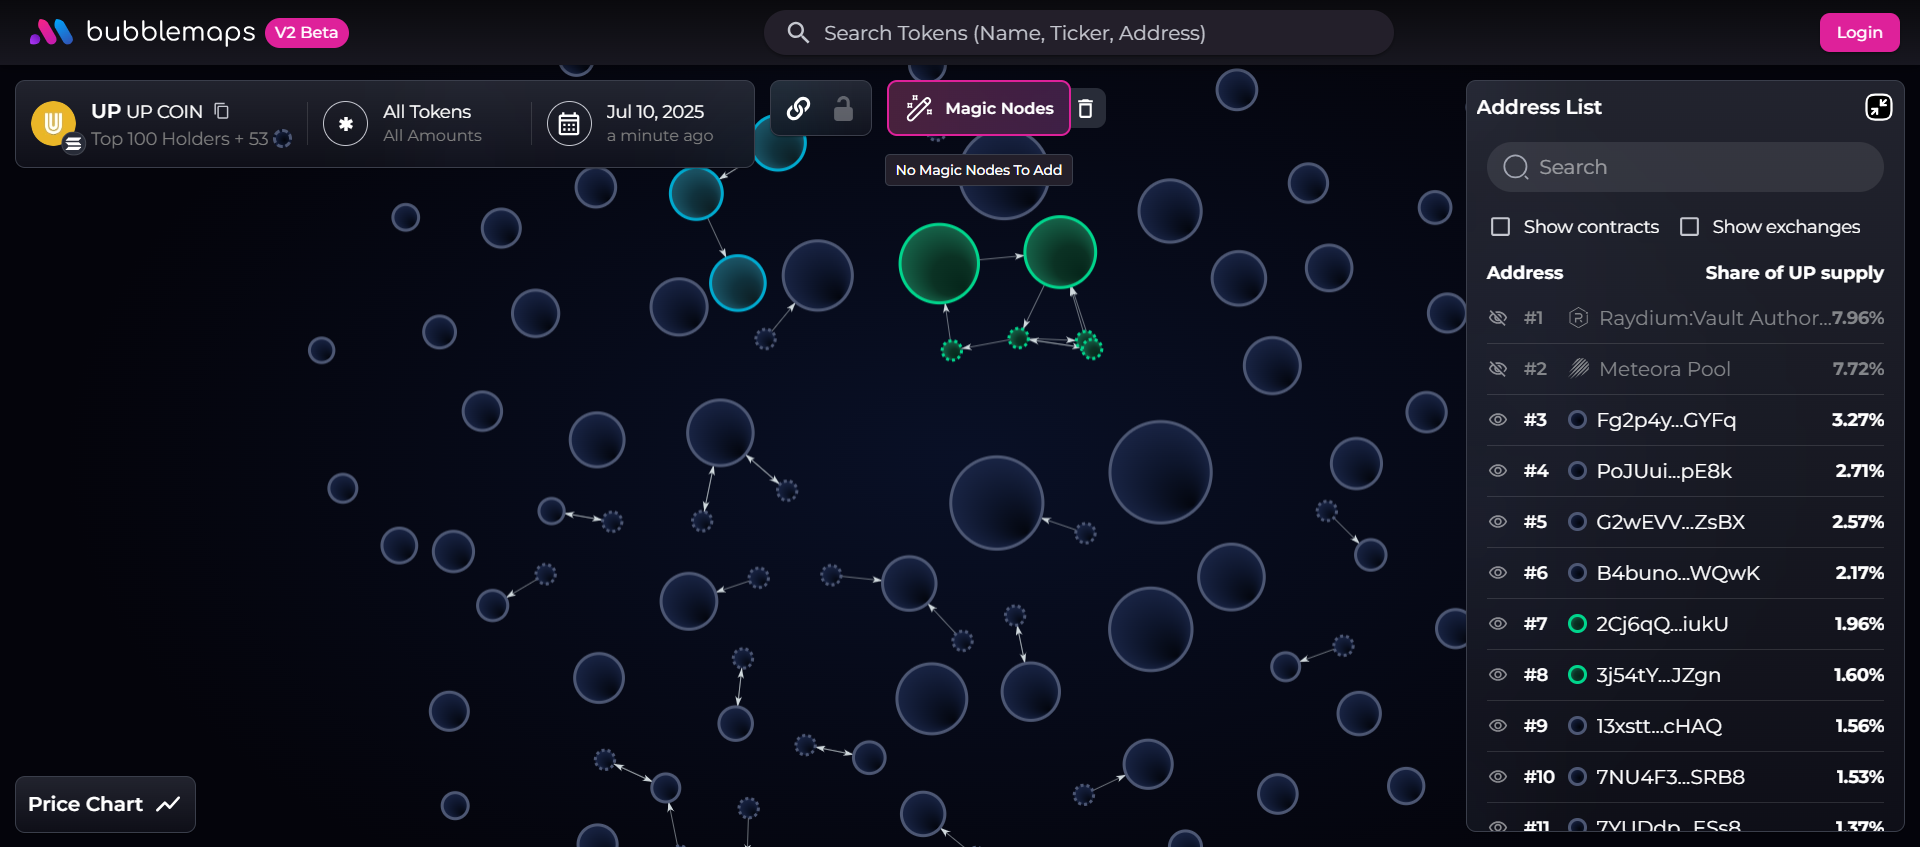 bubblemaps V2 Beta
Search Tokens (Name, Ticker, Address)
Login
UP UP COIN
Top 100 Holders + 53
All Tokens
All Amounts
Jul 10, 2025
a minute ago
Magic Nodes
No Magic Nodes To Add
Address List
Search
Show contracts
Show exchanges
Address Share of UP supply
#1 Raydium:Vault Author... 7.96%
#2 Meteora Pool 7.72%
#3 Fg2p4y...GYFq 3.27%
#4 PoJUui...pE8k 2.71%
#5 G2wEVV...ZsBX 2.57%
#6 B4buno...WQwK 2.17%
#7 2Cj6qQ...iukU 1.96%
#8 3j54tY...JZgn 1.60%
#9 13xstt...cHAQ 1.56%
#10 7NU4F3...SRB8 1.53%
#11 1.37%
Price Chart